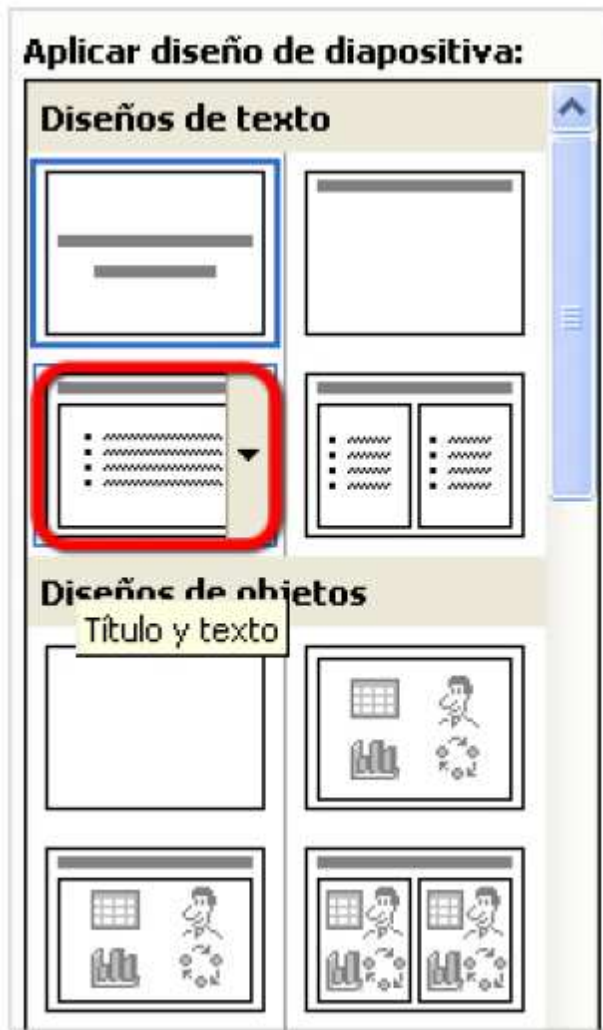 Aplicar diseño de diapositiva:
Diseños de texto
Diseños de objetos
Título y texto